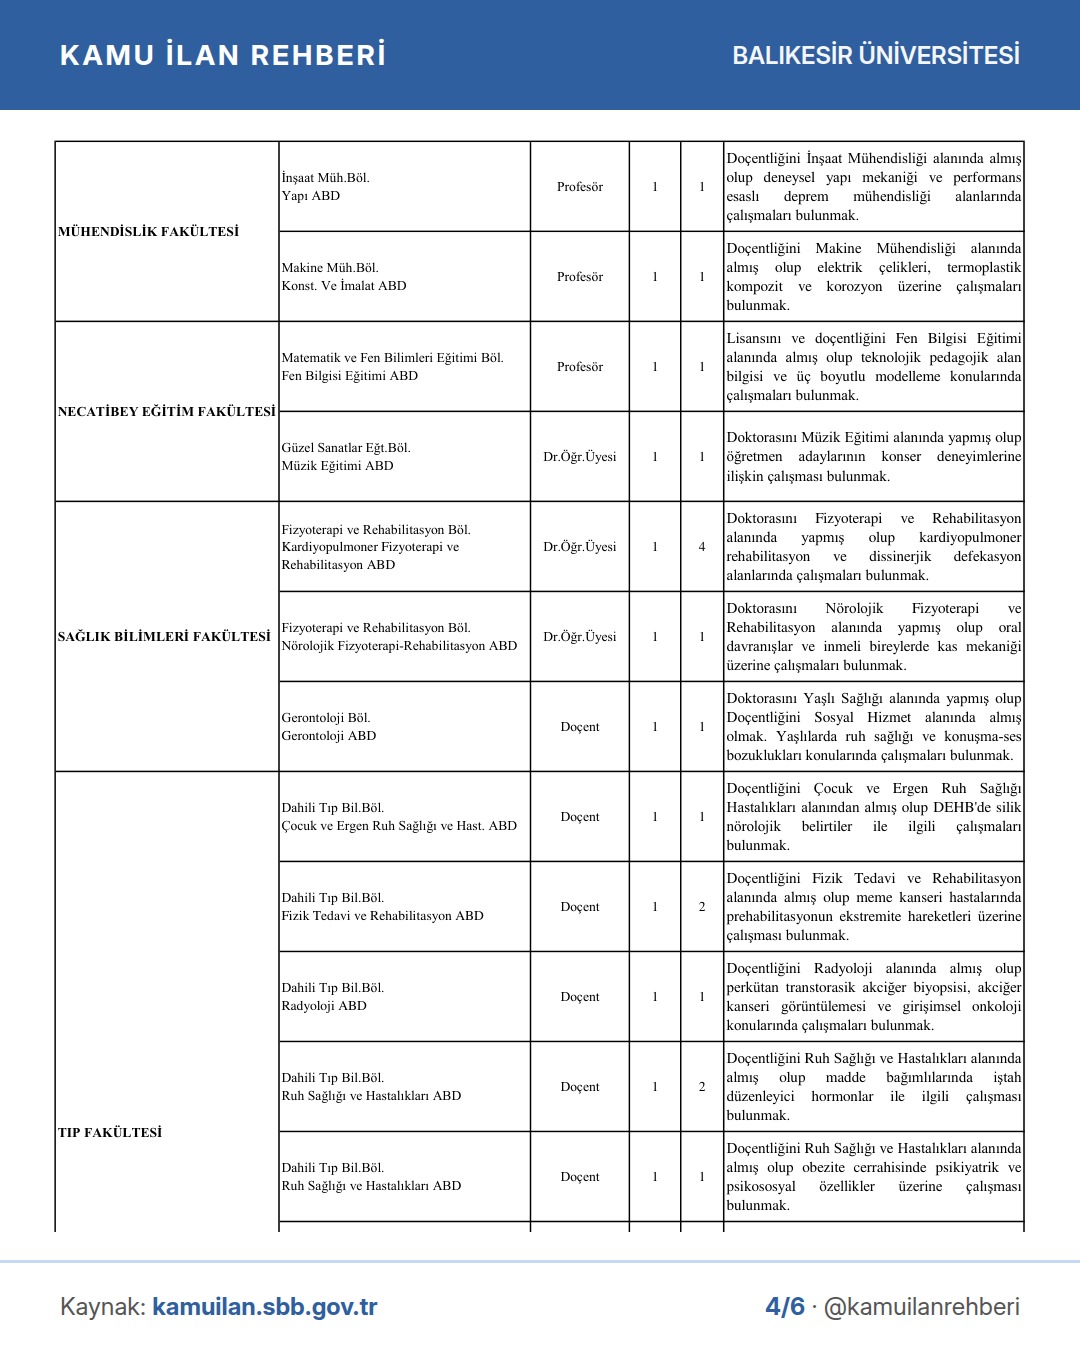 KAMU İLAN REHBERİ
BALIKESİR ÜNİVERSİTESİ
MÜHENDİSLİK FAKÜLTESİ
İnşaat Müh.Böl.
Yapı ABD
Profesör
1
1
Doçentliğini İnşaat Mühendisliği alanında almış
olup deneysel yapı mekaniği ve performans
esaslı deprem mühendisliği alanlarında
çalışmaları bulunmak.
Makine Müh.Böl.
Konst. Ve İmalat ABD
Profesör
1
1
Doçentliğini Makine Mühendisliği alanında
almış olup elektrik çelikleri, termoplastik
kompozit ve korozyon üzerine çalışmaları
bulunmak.
NECATİBEY EĞİTİM FAKÜLTESİ
Matematik ve Fen Bilimleri Eğitimi Böl.
Fen Bilgisi Eğitimi ABD
Profesör
1
1
Lisansını ve doçentliğini Fen Bilgisi Eğitimi
alanında almış olup teknolojik pedagojik alan
bilgisi ve üç boyutlu modelleme konularında
çalışmaları bulunmak.
Güzel Sanatlar Eğt.Böl.
Müzik Eğitimi ABD
Dr.Öğr.Üyesi
1
1
Doktorasını Müzik Eğitimi alanında yapmış olup
öğretmen adaylarının konser deneyimlerine
ilişkin çalışması bulunmak.
SAĞLIK BİLİMLERİ FAKÜLTESİ
Fizyoterapi ve Rehabilitasyon Böl.
Kardiyopulmoner Fizyoterapi ve
Rehabilitasyon ABD
Dr.Öğr.Üyesi
1
4
Doktorasını Fizyoterapi ve Rehabilitasyon
alanında yapmış olup kardiyopulmoner
rehabilitasyon ve dissinerjik defekasyon
alanlarında çalışmaları bulunmak.
Fizyoterapi ve Rehabilitasyon Böl.
Nörolojik Fizyoterapi-Rehabilitasyon ABD
Dr.Öğr.Üyesi
1
1
Doktorasını Nörolojik Fizyoterapi ve
Rehabilitasyon alanında yapmış olup oral
davranışlar ve inmeli bireylerde kas mekaniği
üzerine çalışmaları bulunmak.
Gerontoloji Böl.
Gerontoloji ABD
Doçent
1
1
Doktorasını Yaşlı Sağlığı alanında yapmış olup
Doçentliğini Sosyal Hizmet alanında almış
olmak. Yaşlılarda ruh sağlığı ve konuşma-ses
bozuklukları konularında çalışmaları bulunmak.
TIP FAKÜLTESİ
Dahili Tıp Bil.Böl.
Çocuk ve Ergen Ruh Sağlığı ve Hast. ABD
Doçent
1
1
Doçentliğini Çocuk ve Ergen Ruh Sağlığı
Hastalıkları alanından almış olup DEHB'de silik
nörolojik belirtiler ile ilgili çalışmaları
bulunmak.
Dahili Tıp Bil.Böl.
Fizik Tedavi ve Rehabilitasyon ABD
Doçent
1
2
Doçentliğini Fizik Tedavi ve Rehabilitasyon
alanında almış olup meme kanseri hastalarında
prehabilitasyonun ekstremite hareketleri üzerine
çalışması bulunmak.
Dahili Tıp Bil.Böl.
Radyoloji ABD
Doçent
1
1
Doçentliğini Radyoloji alanında almış olup
perkütan transtorasik akciğer biyopsisi, akciğer
kanseri görüntülemesi ve girişimsel onkoloji
konularında çalışmaları bulunmak.
Dahili Tıp Bil.Böl.
Ruh Sağlığı ve Hastalıkları ABD
Doçent
1
2
Doçentliğini Ruh Sağlığı ve Hastalıkları alanında
almış olup madde bağımlılarında iştah
düzenleyici hormonlar ile ilgili çalışması
bulunmak.
Dahili Tıp Bil.Böl.
Ruh Sağlığı ve Hastalıkları ABD
Doçent
1
1
Doçentliğini Ruh Sağlığı ve Hastalıkları alanında
almış olup obezite cerrahisinde psikiyatrik ve
psikososyal özellikler üzerine çalışması
bulunmak.
Kaynak: kamuilan.sbb.gov.tr
4/6 · @kamuilanrehberi